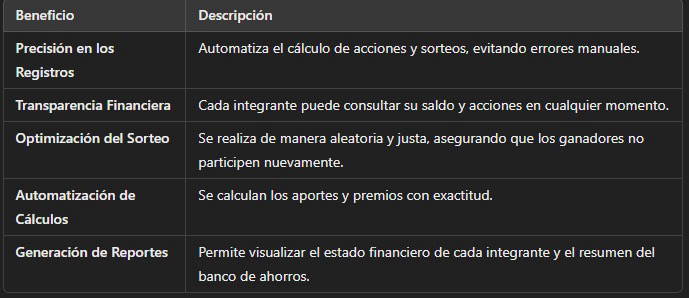 Beneficio Descripción
Precisión en los Automatiza el cálculo de acciones y sorteos, evitando errores manuales.
Registros
Transparencia Financiera Cada integrante puede consultar su saldo y acciones en cualquier momento.
Optimización del Sorteo Se realiza de manera aleatoria y justa, asegurando que los ganadores no
participen nuevamente.
Automatización de Se calculan los aportes y premios con exactitud.
Cálculos
Generación de Reportes Permite visualizar el estado financiero de cada integrante y el resumen del
banco de ahorros.